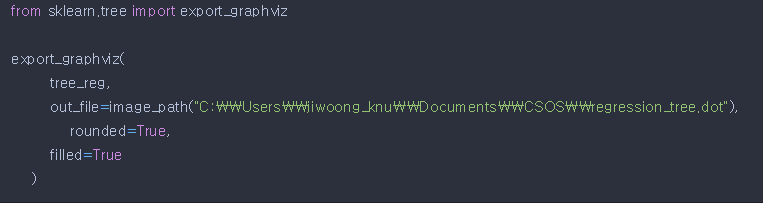 from sklearn.tree import export_graphviz
export_graphviz(
tree_reg,
out_file=image_path("C:₩₩Users₩₩jiwoong_knu₩₩Documents₩₩CSOS₩₩regression_tree.dot"),
rounded=True,
filled=True
)